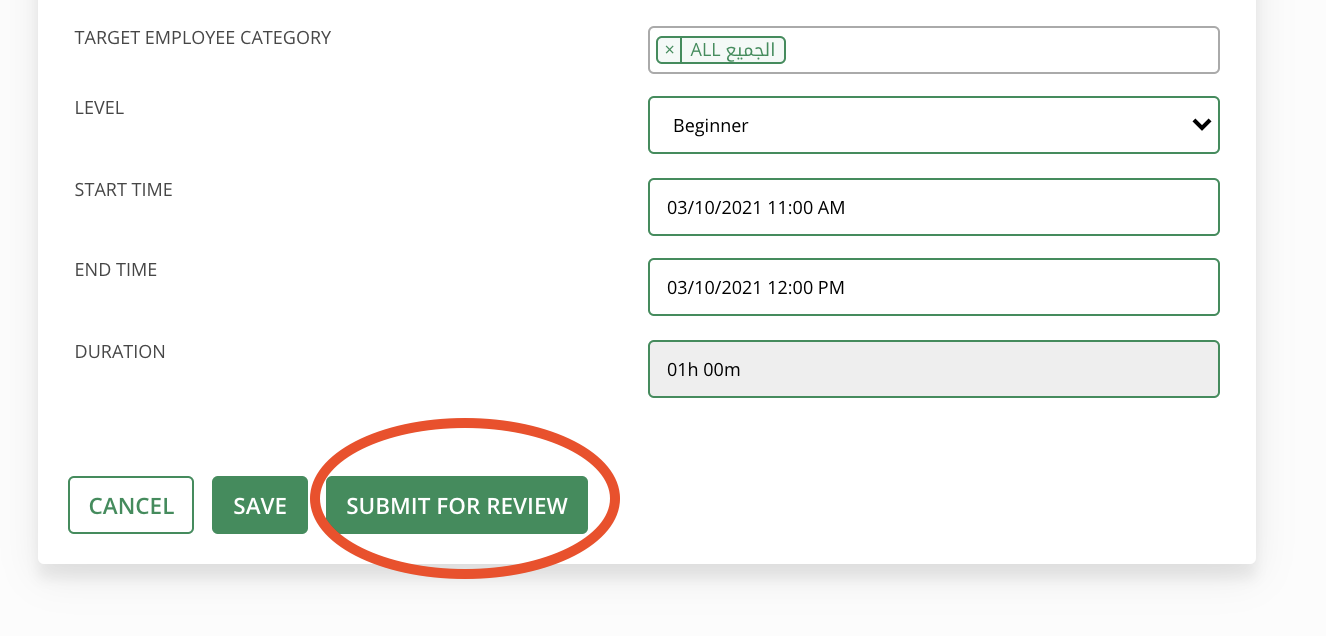 TARGET EMPLOYEE CATEGORY
× ALL الجميع
LEVEL
Beginner
START TIME
03/10/2021 11:00 AM
END TIME
03/10/2021 12:00 PM
DURATION
01h 00m
CANCEL
SAVE
SUBMIT FOR REVIEW